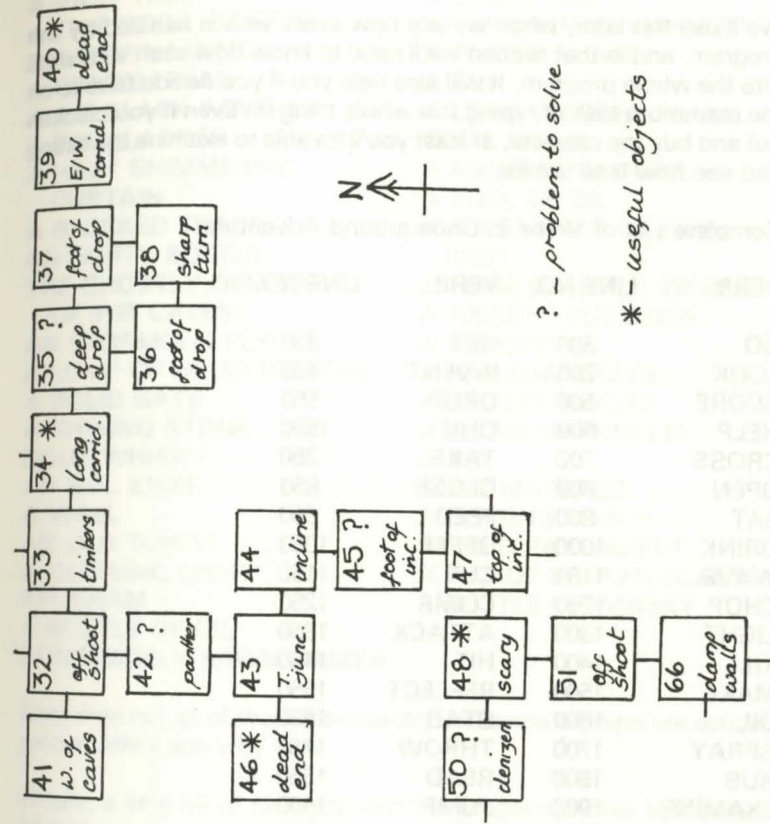 41
W. of
caves
32
off
shoot
33
timbers
34 *
Long
corrid.
35 ?
deep
drop
37
foot of
drop
39
E/W
corrid.
40 *
dead
end
42 ?
panther
36
foot of
drop
38
sharp
turn
N
46 *
dead
end
43
T.
junc.
44
incline
45 ?
foot of
inc.
50 ?
denizen
48 *
scary
47
top of
inc.
51
off
shoot
66
damp
walls
? - problem to solve
* - useful objects